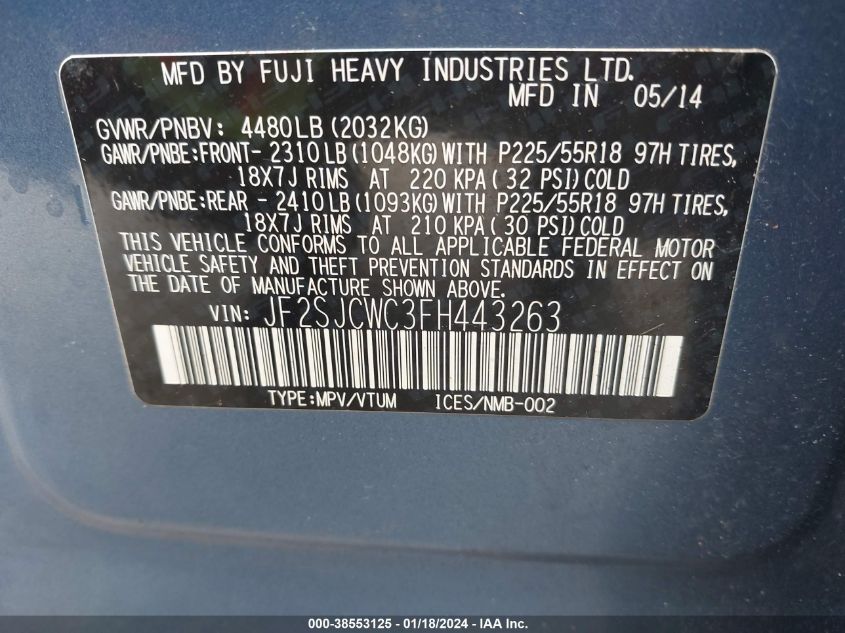 MFD BY FUJI HEAVY INDUSTRIES LTD.
MFD IN 05/14
GVWR/PNBV: 4480LB (2032KG)
GAWR/PNBE:FRONT- 2310LB (1048KG) WITH P225/55R18 97H TIRES,
18X7J RIMS AT 220 KPA ( 32 PSI) COLD
GAWR/PNBE:REAR - 2410LB (1093KG) WITH P225/55R18 97H TIRES,
18X7J RIMS AT 210 KPA ( 30 PSI) COLD
THIS VEHICLE CONFORMS TO ALL APPLICABLE FEDERAL MOTOR
VEHICLE SAFETY AND THEFT PREVENTION STANDARDS IN EFFECT ON
THE DATE OF MANUFACTURE SHOWN ABOVE.
VIN: JF2SJCWC3FH443263
TYPE:MPV/VTUM ICES/NMB-002
000-38553125 - 01/18/2024 - IAA Inc.